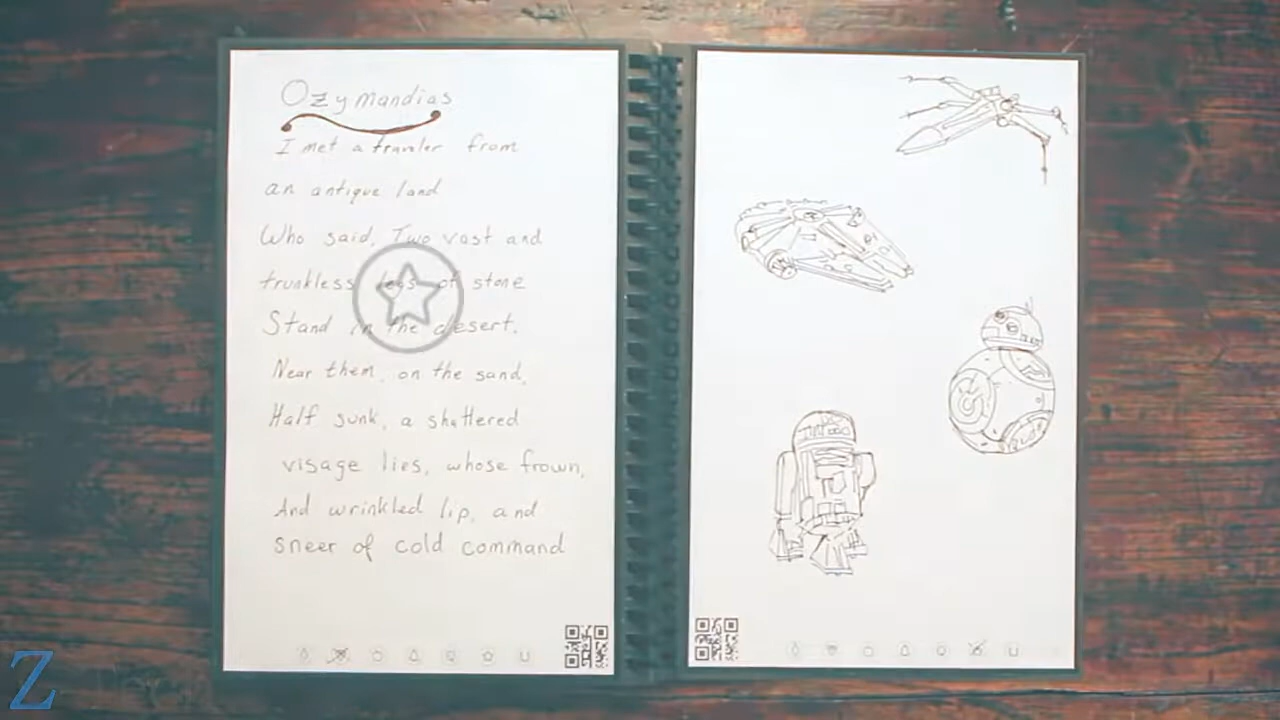 Ozymandias
I met a traveler from
an antique land
Who said, Two vast and
trunkless legs of stone
Stand in the desert.
Near them, on the sand,
Half sunk, a shattered
visage lies, whose frown,
And wrinkled lip, and
sneer of cold command
Z